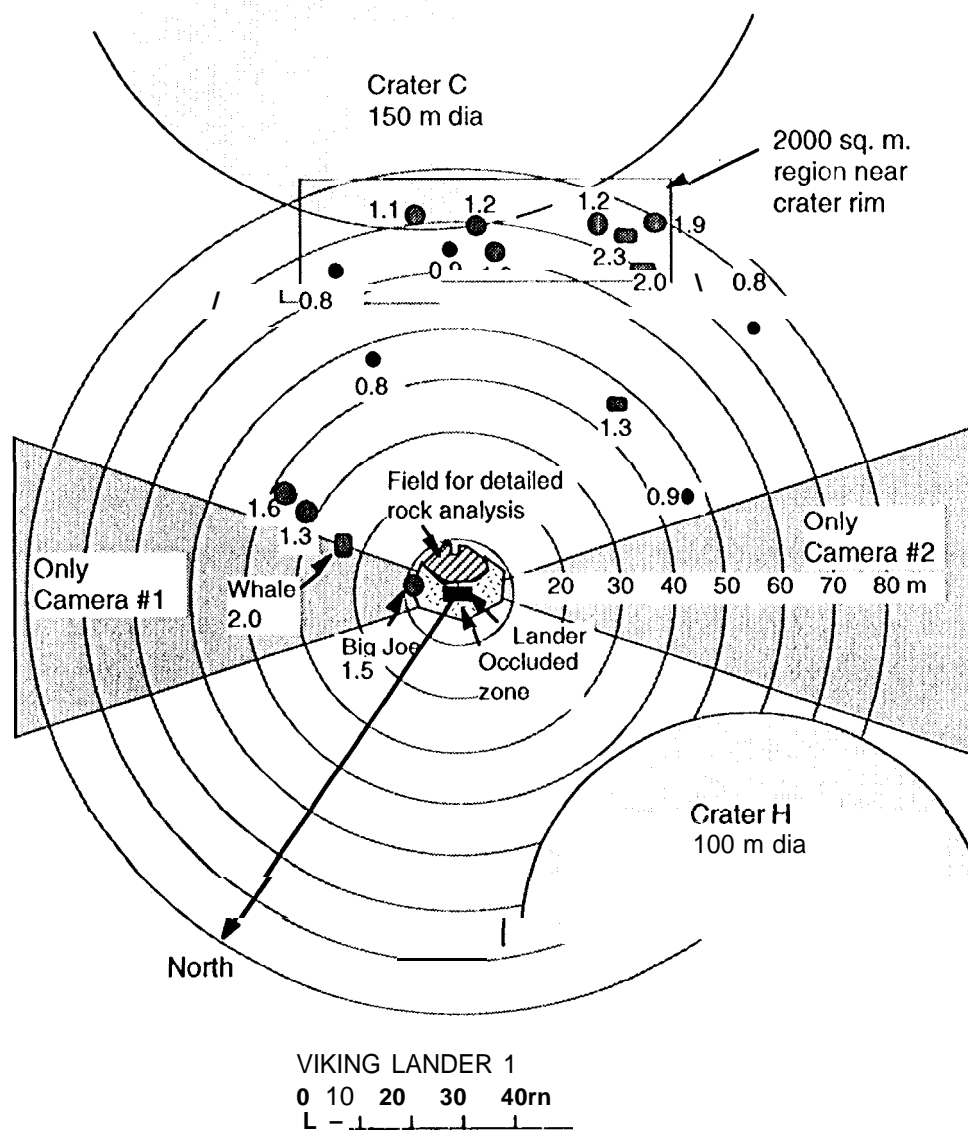 Crater C
150 m dia
2000 sq. m.
region near
crater rim
1.1
1.2
1.2
1.9
2.3
2.0
0.8
0.8
0.8
1.3
Field for detailed
rock analysis
0.9
1.6
1.3
Only
Camera #2
Only
Camera #1
Whale
2.0
20 30 40 50 60 70 80 m
Big Joe
1.5
Lander
Occluded
zone
Crater H
100 m dia
North
VIKING LANDER 1
0 10 20 30 40rn